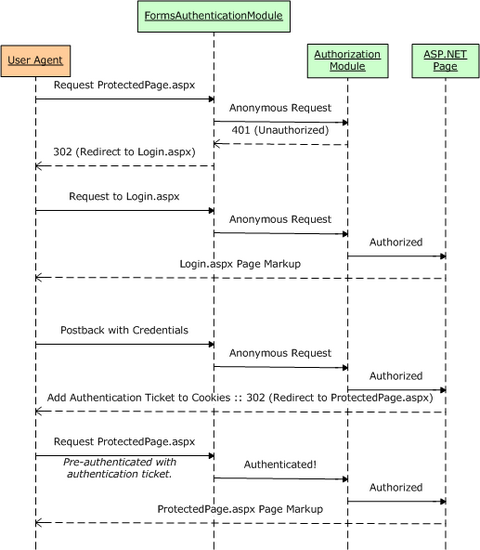 FormsAuthenticationModule
User Agent
Authorization
Module
ASP.NET
Page
Request ProtectedPage.aspx
Anonymous Request
401 (Unauthorized)
302 (Redirect to Login.aspx)
Request to Login.aspx
Anonymous Request
Authorized
Login.aspx Page Markup
Postback with Credentials
Anonymous Request
Authorized
Add Authentication Ticket to Cookies :: 302 (Redirect to ProtectedPage.aspx)
Request ProtectedPage.aspx
Pre-authenticated with
authentication ticket.
Authenticated!
Authorized
ProtectedPage.aspx Page Markup